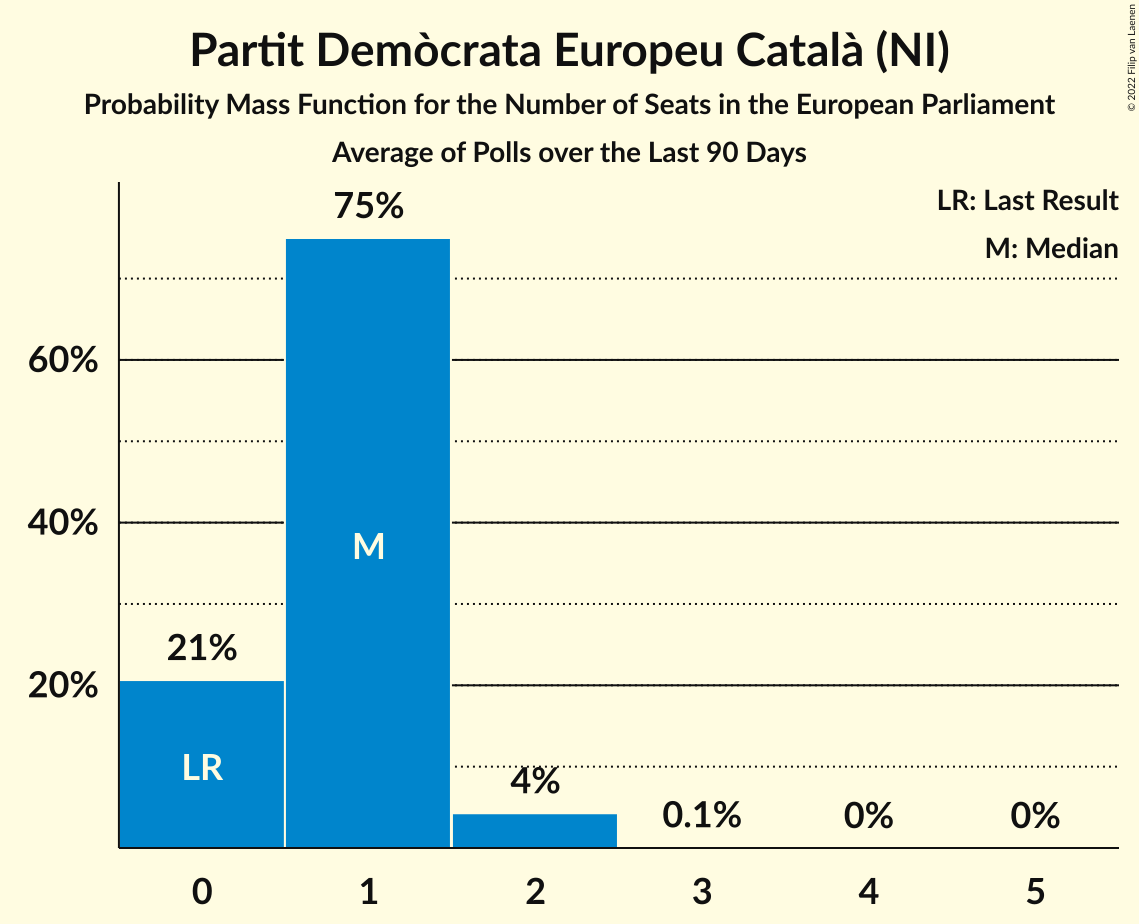 Partit Demòcrata Europeu Català (NI)
Probability Mass Function for the Number of Seats in the European Parliament
Average of Polls over the Last 90 Days
© 2022 Filip van Laenen
LR: Last Result
M: Median
75%
60%
40%
M
21%
20%
LR
4%
0.1%
0%
0%
0 1 2 3 4 5